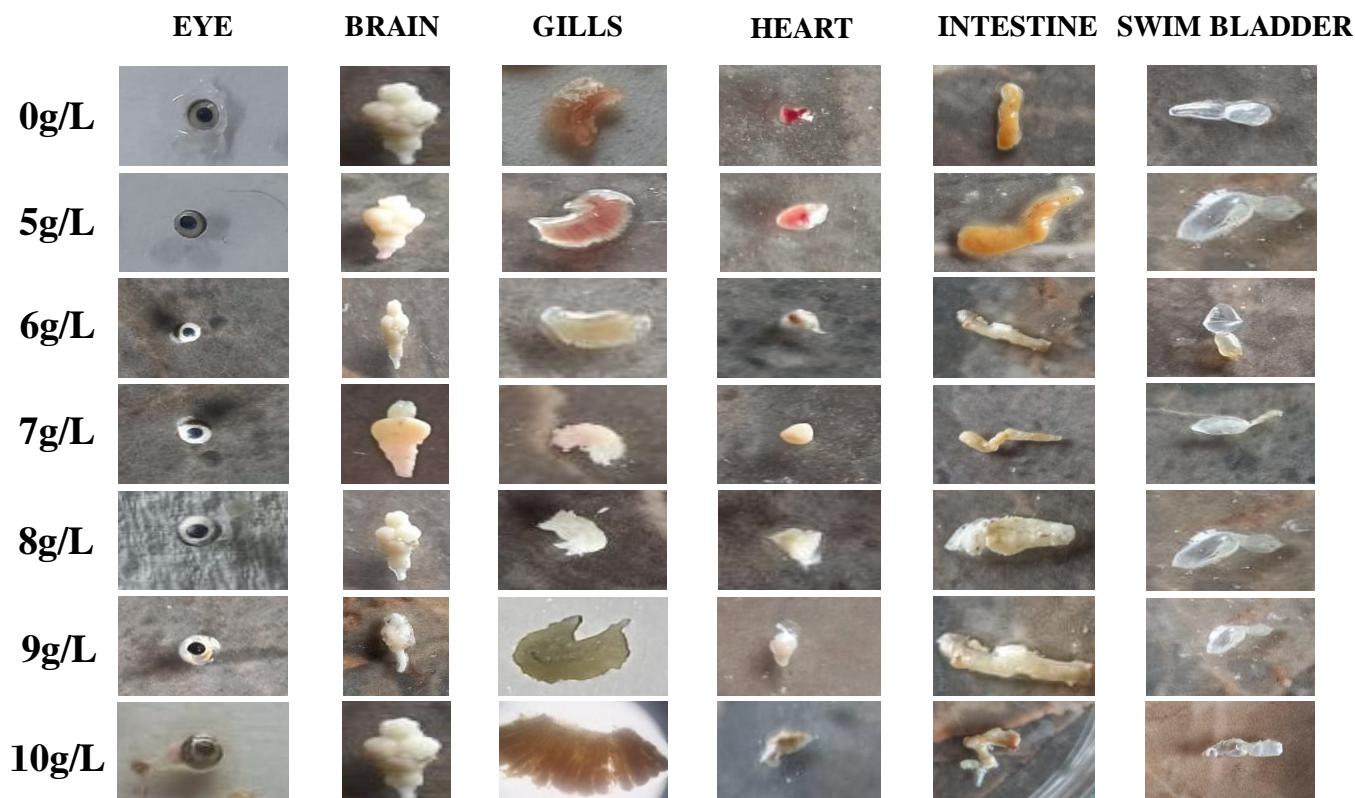 EYE BRAIN GILLS HEART INTESTINE SWIM BLADDER
0g/L
5g/L
6g/L
7g/L
8g/L
9g/L
10g/L